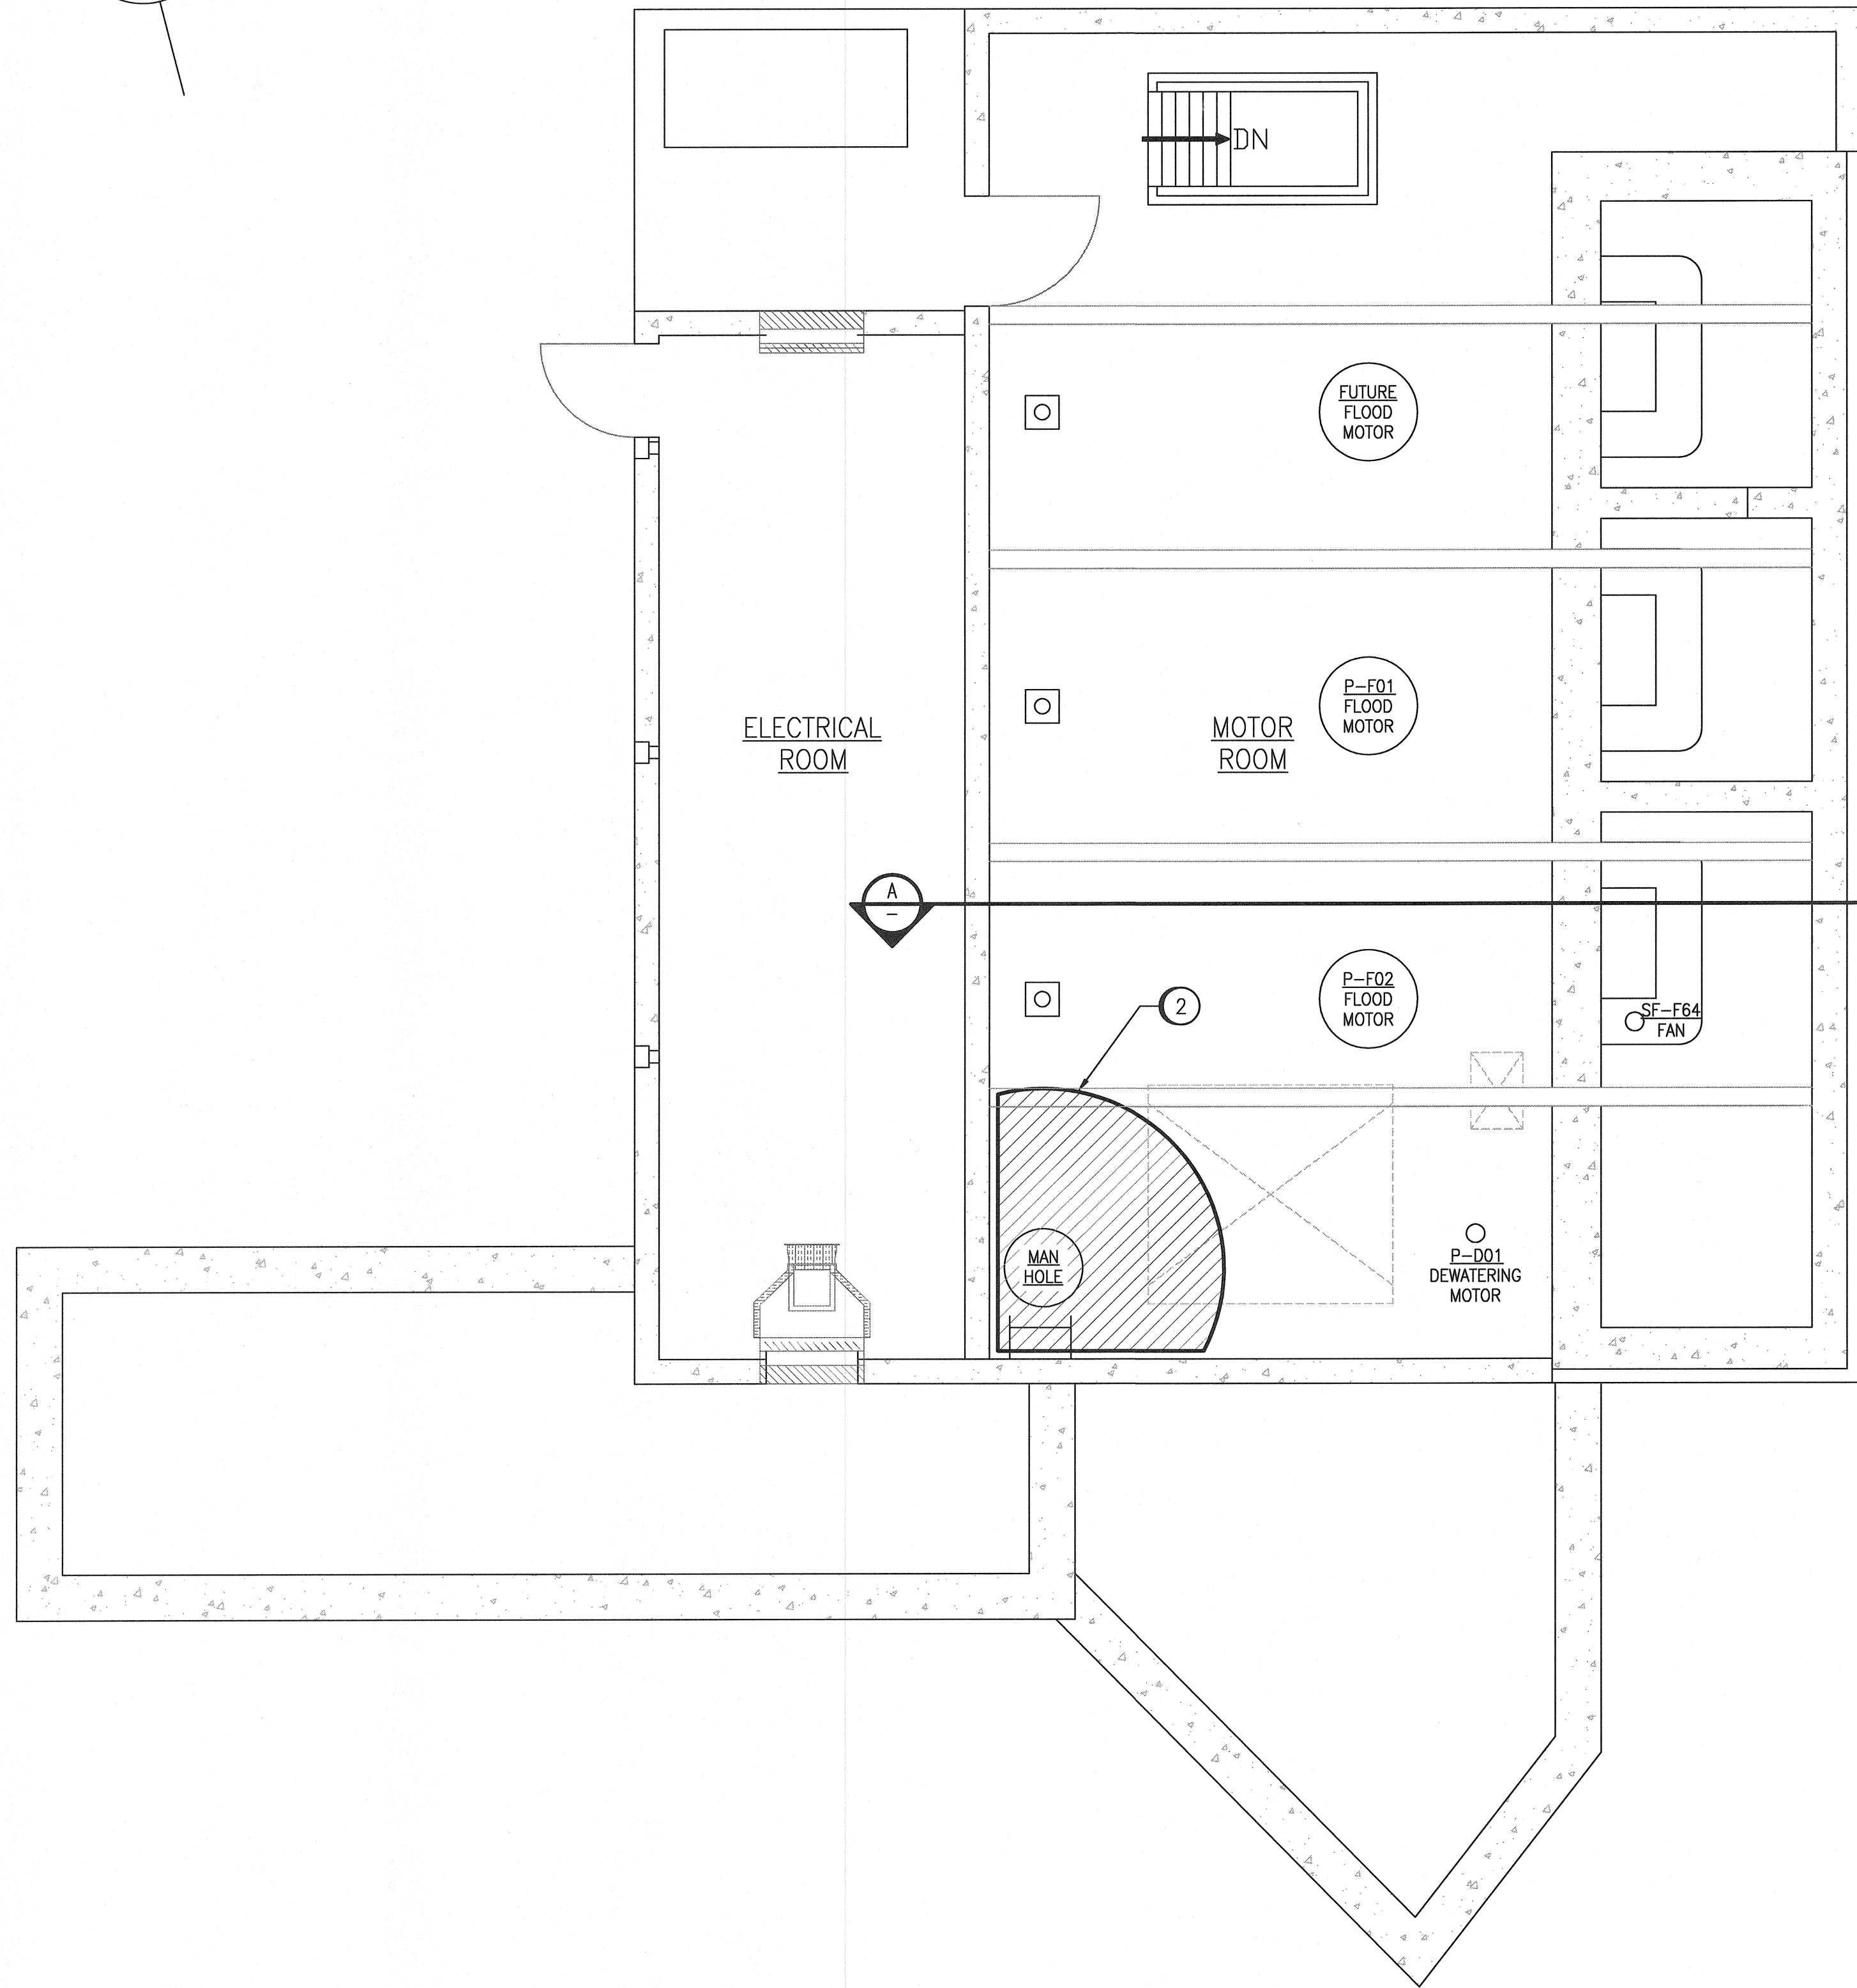 DN
FUTURE
FLOOD
MOTOR
P-F01
FLOOD
MOTOR
ELECTRICAL
ROOM
MOTOR
ROOM
A
-
P-F02
FLOOD
MOTOR
2
SF-F64
FAN
MAN
HOLE
P-D01
DEWATERING
MOTOR